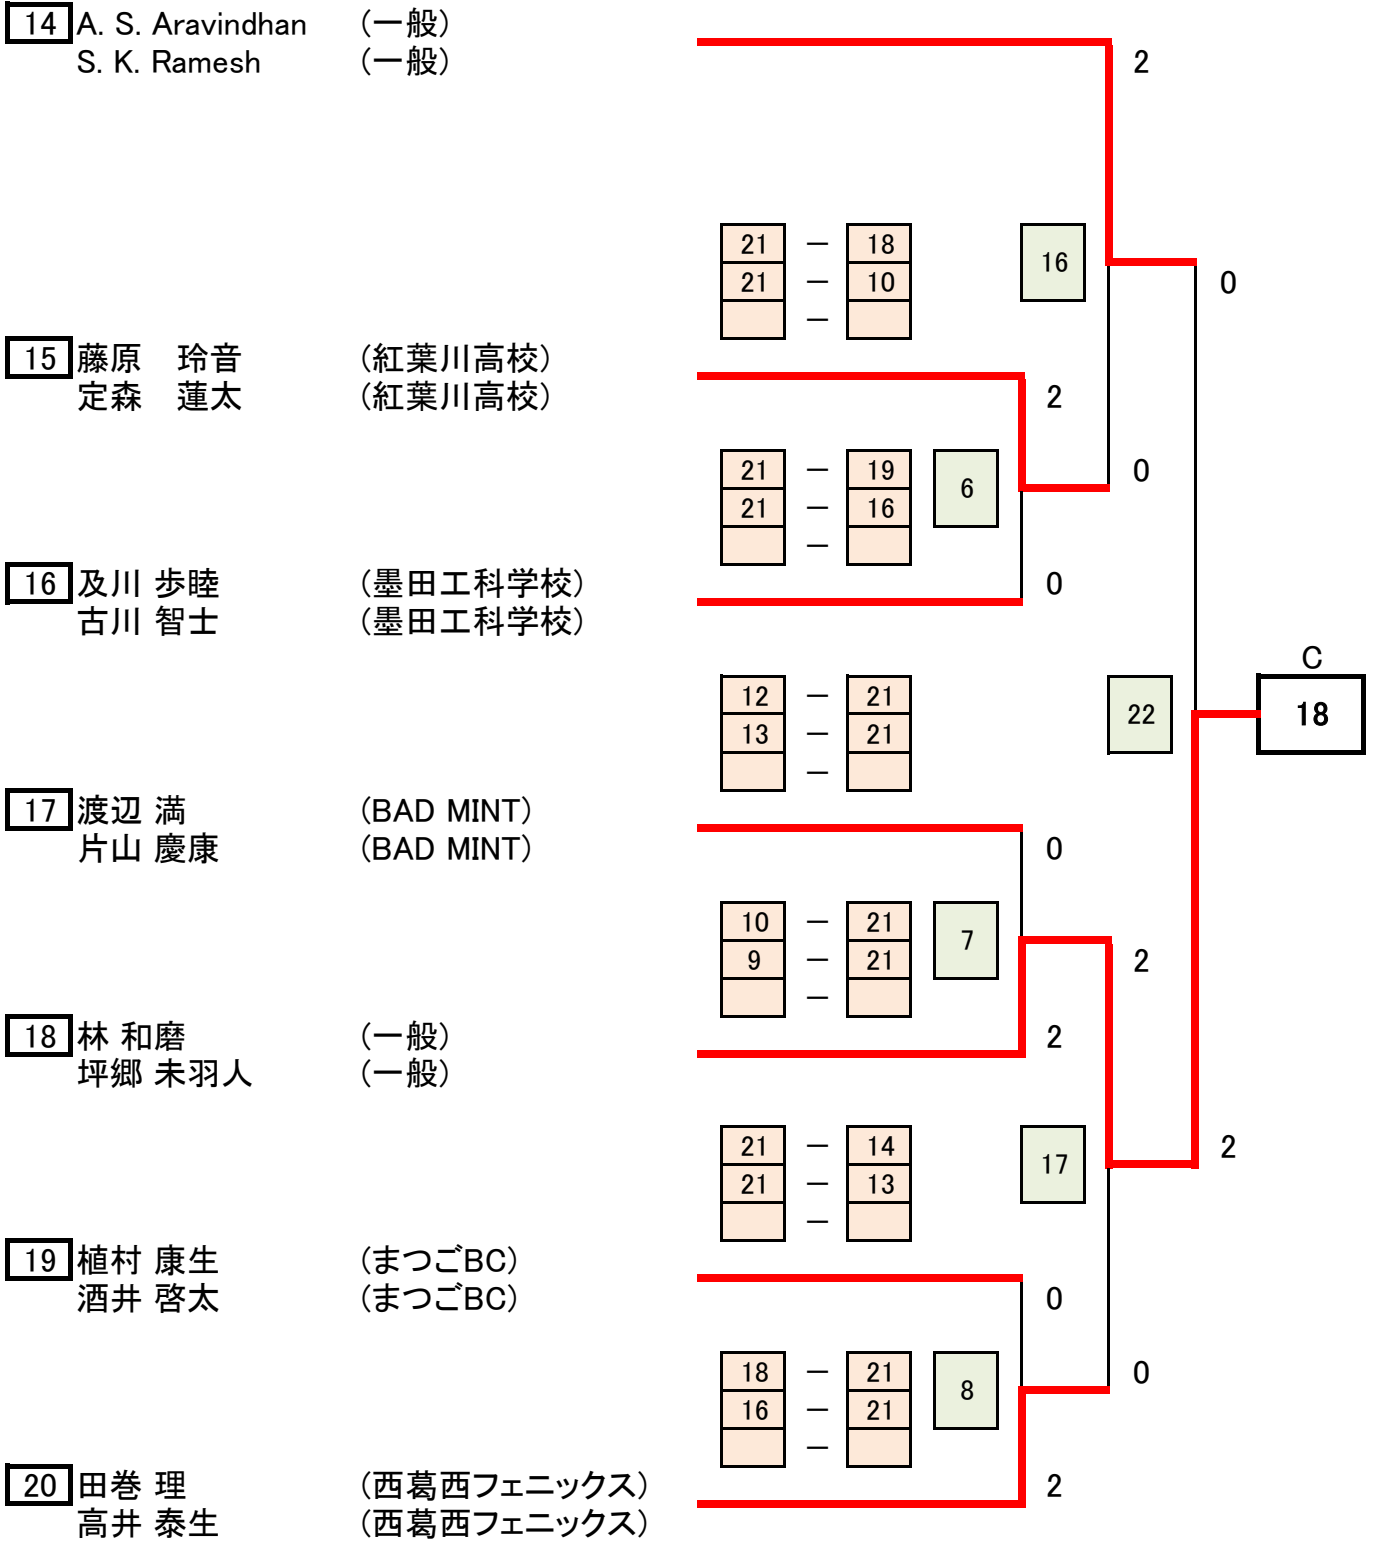 14 A. S. Aravindhan (一般)
S. K. Ramesh (一般)
2
21 － 18
16
21 － 10
0
－
15 藤原　玲音 (紅葉川高校)
定森　蓮太 (紅葉川高校)
2
21 － 19
0
6
21 － 16
－
16 及川 歩睦 (墨田工科学校)
0
古川 智士 (墨田工科学校)
C
12 － 21
22
18
13 － 21
－
17 渡辺 満 (BAD MINT)
片山 慶康 (BAD MINT)
0
10 － 21
7
9 － 21
2
－
18 林 和磨 (一般)
2
坪郷 未羽人 (一般)
21 － 14
2
17
21 － 13
－
19 植村 康生 (まつごBC)
酒井 啓太 (まつごBC)
0
18 － 21
0
8
16 － 21
－
20 田巻 理 (西葛西フェニックス)
2
高井 泰生 (西葛西フェニックス)